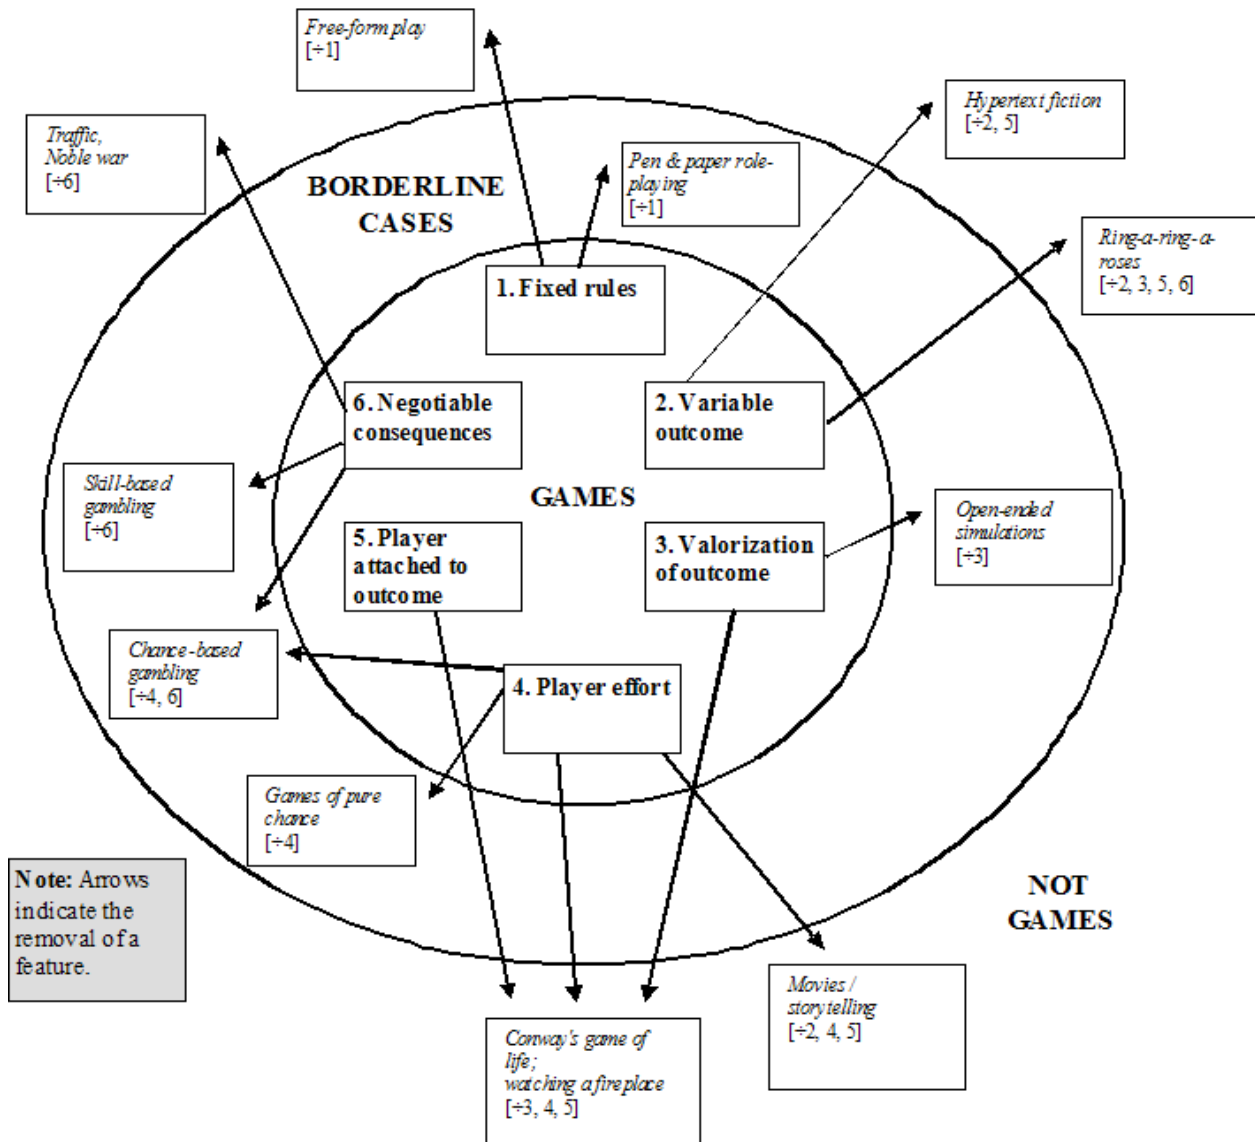 Free-form play
[÷1]
Hypertext fiction
[÷2, 5]
Traffic,
Noble war
[÷6]
Pen & paper role-
playing
[÷1]
BORDERLINE
CASES
Ring-a-ring-a-
roses
[÷2, 3, 5, 6]
1. Fixed rules
6. Negotiable
consequences
2. Variable
outcome
GAMES
Skill-based
gambling
[÷6]
Open-ended
simulations
[÷3]
5. Player
attached to
outcome
3. Valorization
of outcome
Chance-based
gambling
[÷4, 6]
4. Player effort
Games of pure
chance
[÷4]
Note: Arrows
indicate the
removal of a
feature.
NOT
GAMES
Movies /
storytelling
[÷2, 4, 5]
Conway's game of
life;
watching a fireplace
[÷3, 4, 5]